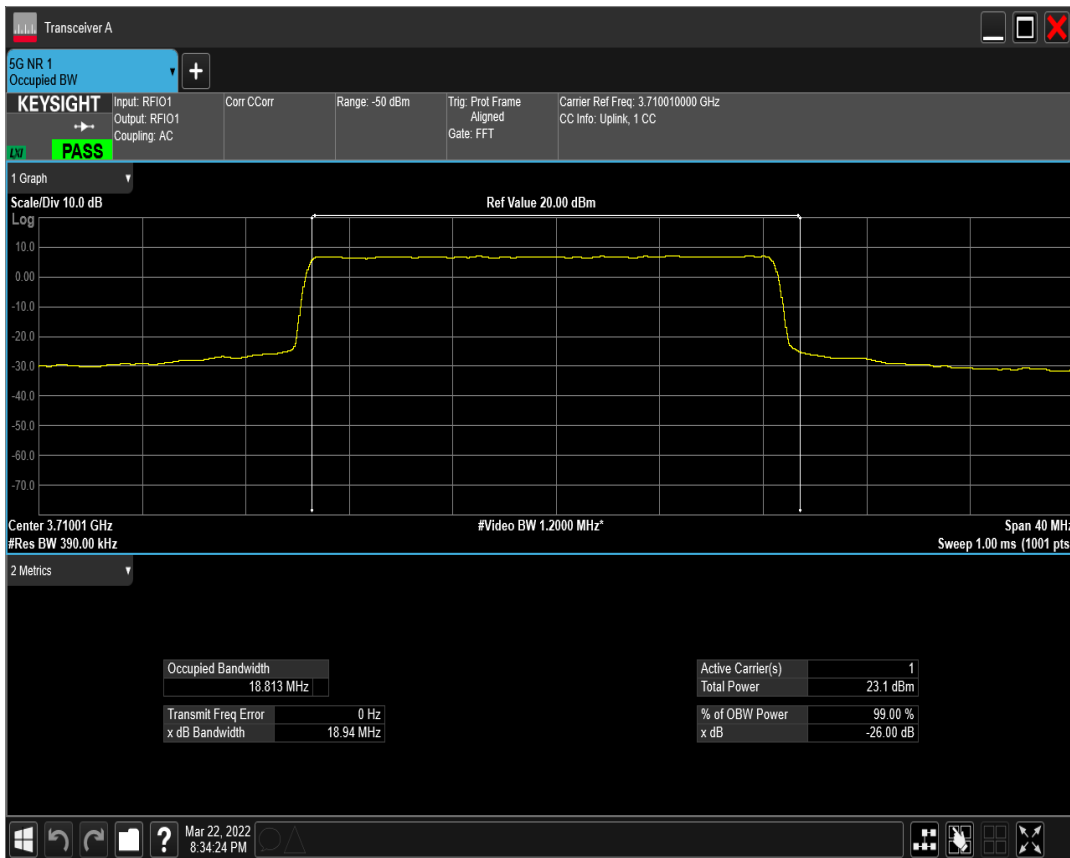 Transceiver A
5G NR 1
Occupied BW
+
KEYSIGHT
LXI
PASS
Input: RFIO1
Output: RFIO1
Coupling: AC
Corr CCorr
Range: -50 dBm
Trig: Prot Frame
Aligned
Gate: FFT
Carrier Ref Freq: 3.710010000 GHz
CC Info: Uplink, 1 CC
1 Graph
Scale/Div 10.0 dB
Ref Value 20.00 dBm
Log
10.0
0.00
-10.0
-20.0
-30.0
-40.0
-50.0
-60.0
-70.0
Center 3.71001 GHz
#Video BW 1.2000 MHz*
Span 40 MHz
#Res BW 390.00 kHz
Sweep 1.00 ms (1001 pts
2 Metrics
Occupied Bandwidth
18.813 MHz
Transmit Freq Error 0 Hz
x dB Bandwidth 18.94 MHz
Active Carrier(s) 1
Total Power 23.1 dBm
% of OBW Power 99.00 %
x dB -26.00 dB
?
Mar 22, 2022
8:34:24 PM